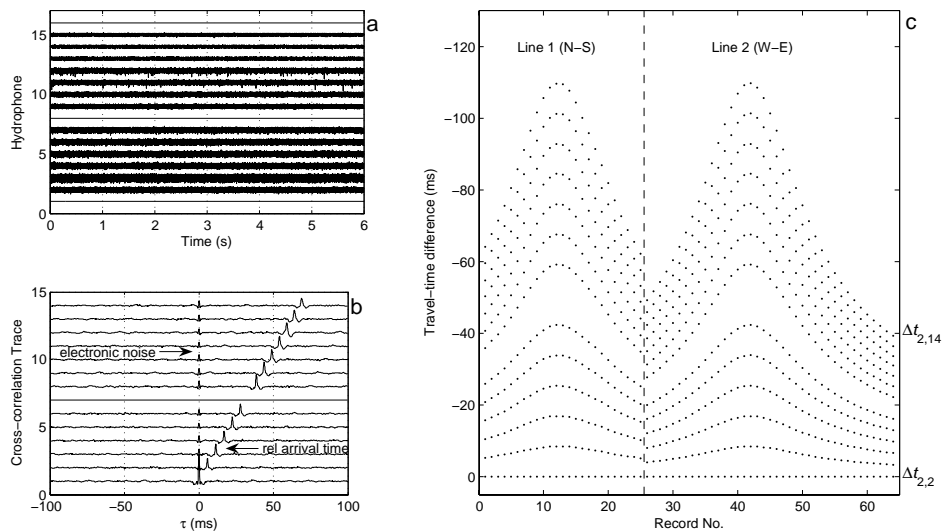 a
15
10
5
0
Hydrophone
0 1 2 3 4 5 6
Time (s)
b
15
10
5
0
Cross−correlation Trace
electronic noise
rel arrival time
−100 −50 0 50 100
τ (ms)
c
Line 1 (N−S) Line 2 (W−E)
−120
−100
−80
−60
−40
−20
0
Travel−time difference (ms)
Δt2,14
Δt2,2
0 10 20 30 40 50 60
Record No.